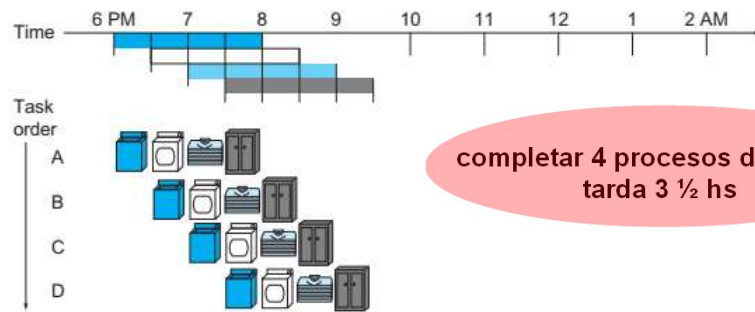 6 PM 7 8 9 10 11 12 1 2 AM
Time
Task
order
A
B
C
D
completar 4 procesos
tarda 3 ½ hs